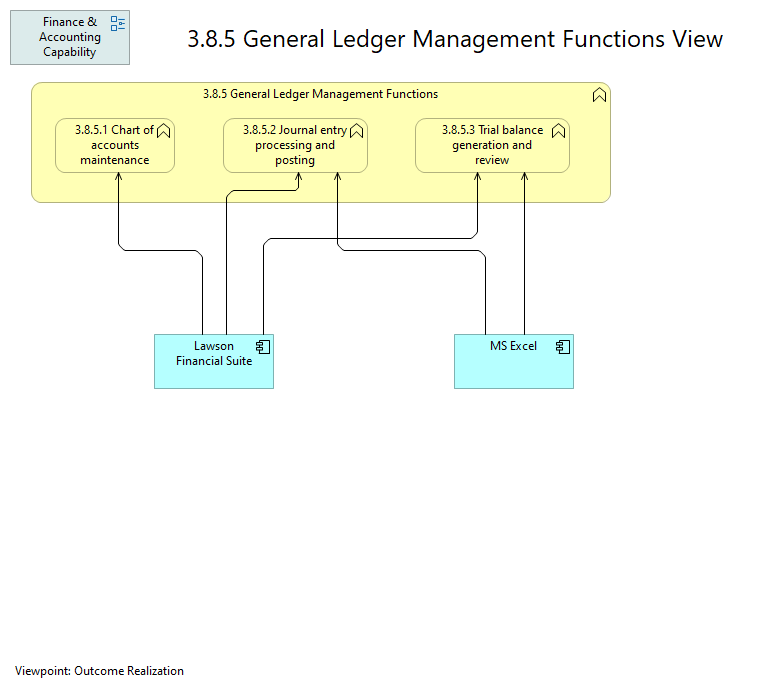 Finance &
Accounting
Capability
3.8.5 General Ledger Management Functions View
3.8.5 General Ledger Management Functions
3.8.5.1 Chart of
accounts
maintenance
3.8.5.2 Journal entry
processing and
posting
3.8.5.3 Trial balance
generation and
review
Lawson
Financial Suite
MS Excel
Viewpoint: Outcome Realization